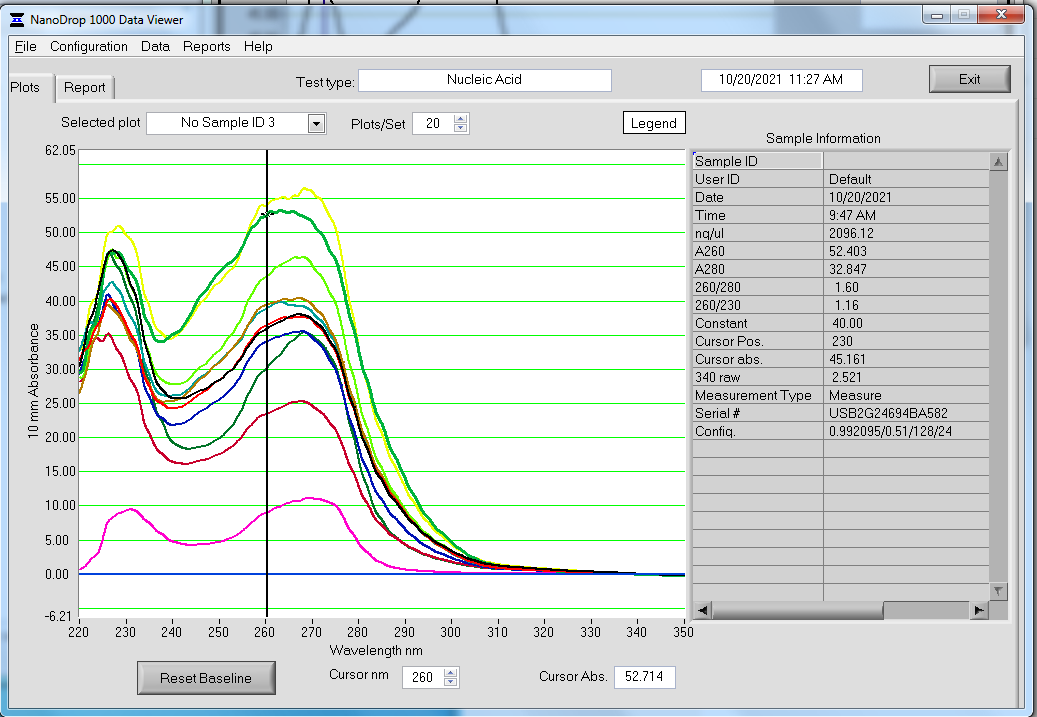 NanoDrop 1000 Data Viewer
File Configuration Data Reports Help
Plots Report
Test type: Nucleic Acid 10/20/2021 11:27 AM Exit
Selected plot No Sample ID 3 Plots/Set 20 Legend
Sample Information
Sample ID
User ID Default
Date 10/20/2021
Time 9:47 AM
nq/ul 2096.12
A260 52.403
A280 32.847
260/280 1.60
260/230 1.16
Constant 40.00
Cursor Pos. 230
Cursor abs. 45.161
340 raw 2.521
Measurement Type Measure
Serial # USB2G24694BA582
Confiq. 0.992095/0.51/128/24
10 mm Absorbance
62.05
55.00
50.00
45.00
40.00
35.00
30.00
25.00
20.00
15.00
10.00
5.00
0.00
-6.21
220 230 240 250 260 270 280 290 300 310 320 330 340 350
Wavelength nm
Reset Baseline Cursor nm 260 Cursor Abs. 52.714